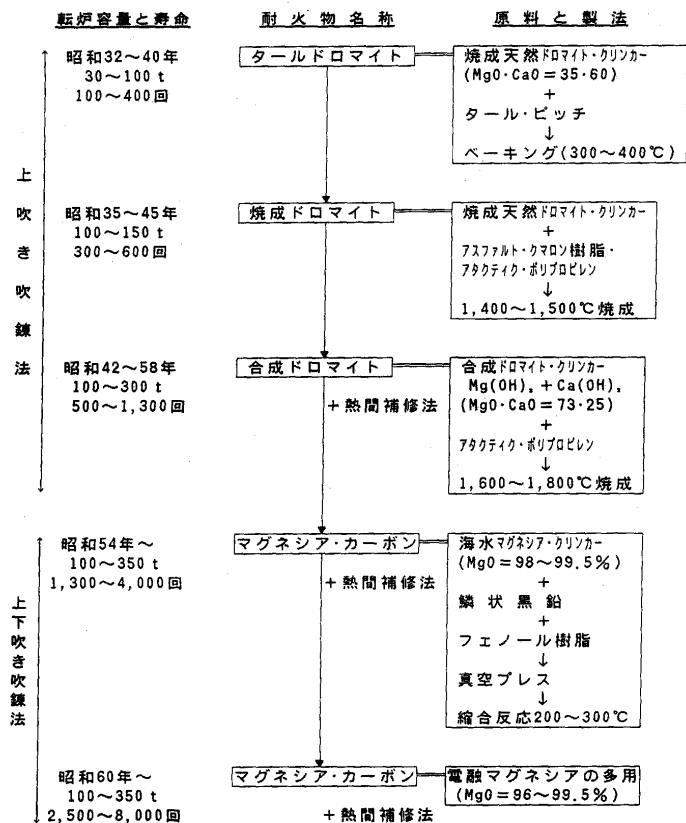 転炉容量と寿命
耐火物名称
原料と製法
上吹き吹錬法
昭和32～40年
30～100t
100～400回
タールドロマイト
焼成天然ドロマイト・クリンカー
(MgO・CaO＝35・60)
＋
タール・ピッチ
↓
ベーキング(300～400℃)
昭和35～45年
100～150t
300～600回
焼成ドロマイト
焼成天然ドロマイト・クリンカー
＋
アスファルト・クマロン樹脂・
アタクティク・ポリプロピレン
↓
1,400～1,500℃焼成
昭和42～58年
100～300t
500～1,300回
合成ドロマイト
＋熱間補修法
合成ドロマイト・クリンカー
Mg(OH)₂＋Ca(OH)₂
(MgO・CaO＝73・25)
＋
アタクティク・ポリプロピレン
↓
1,600～1,800℃焼成
上下吹き吹錬法
昭和54年～
100～350t
1,300～4,000回
マグネシア・カーボン
＋熱間補修法
海水マグネシア・クリンカー
(MgO＝98～99.5%)
＋
鱗状黒鉛
＋
フェノール樹脂
↓
真空プレス
↓
縮合反応200～300℃
昭和60年～
100～350t
2,500～8,000回
マグネシア・カーボン
＋熱間補修法
電融マグネシアの多用
(MgO＝96～99.5%)